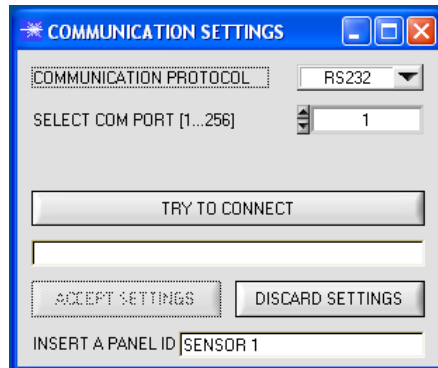 COMMUNICATION SETTINGS
COMMUNICATION PROTOCOL RS232
SELECT COM PORT [1...256] 1
TRY TO CONNECT
ACCEPT SETTINGS DISCARD SETTINGS
INSERT A PANEL ID SENSOR 1